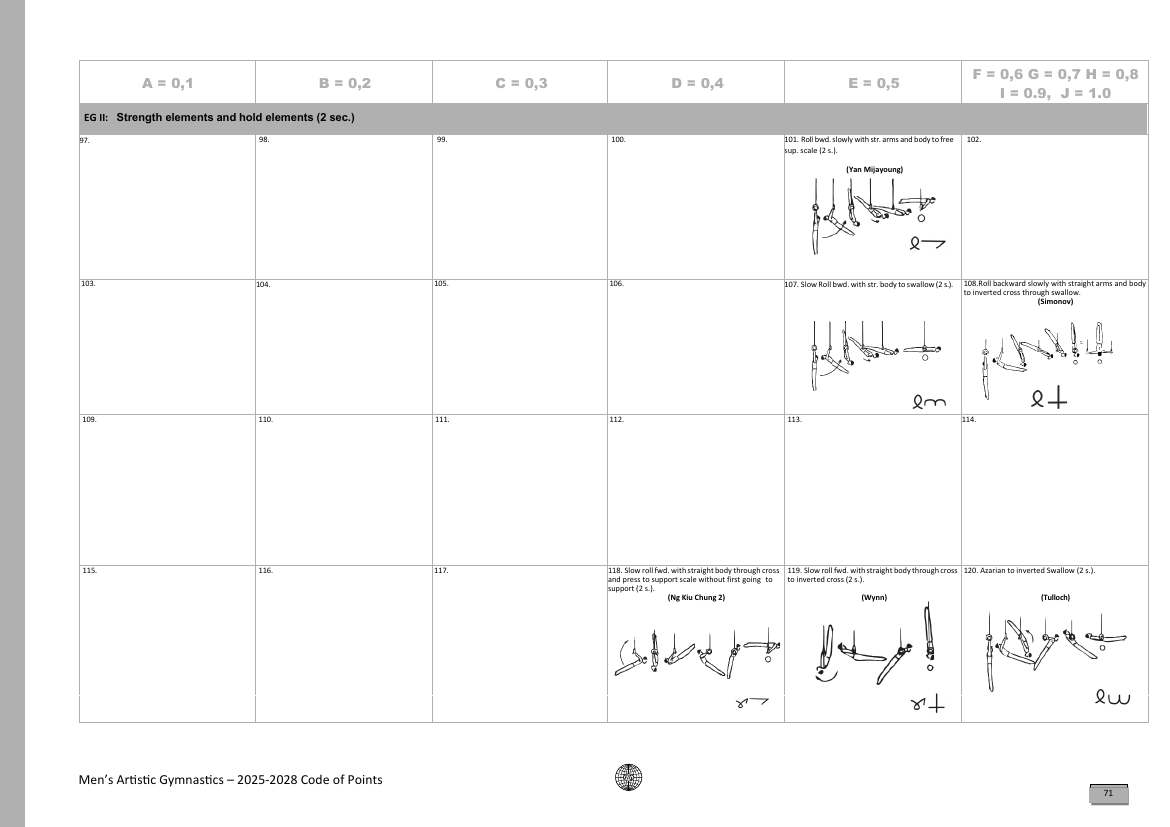 A = 0,1
B = 0,2
C = 0,3
D = 0,4
E = 0,5
F = 0,6 G = 0,7 H = 0,8
I = 0.9, J = 1.0
EG II: Strength elements and hold elements (2 sec.)
97.
98.
99.
100.
101. Roll bwd. slowly with str. arms and body to free
sup. scale (2 s.).
(Yan Mijayoung)
102.
103.
104.
105.
106.
107. Slow Roll bwd. with str. body to swallow (2 s.).
108.Roll backward slowly with straight arms and body
to inverted cross through swallow.
(Simonov)
109.
110.
111.
112.
113.
114.
115.
116.
117.
118. Slow roll fwd. with straight body through cross
and press to support scale without first going to
support (2 s.).
(Ng Kiu Chung 2)
119. Slow roll fwd. with straight body through cross
to inverted cross (2 s.).
(Wynn)
120. Azarian to inverted Swallow (2 s.).
(Tulloch)
Men's Artistic Gymnastics – 2025-2028 Code of Points
71